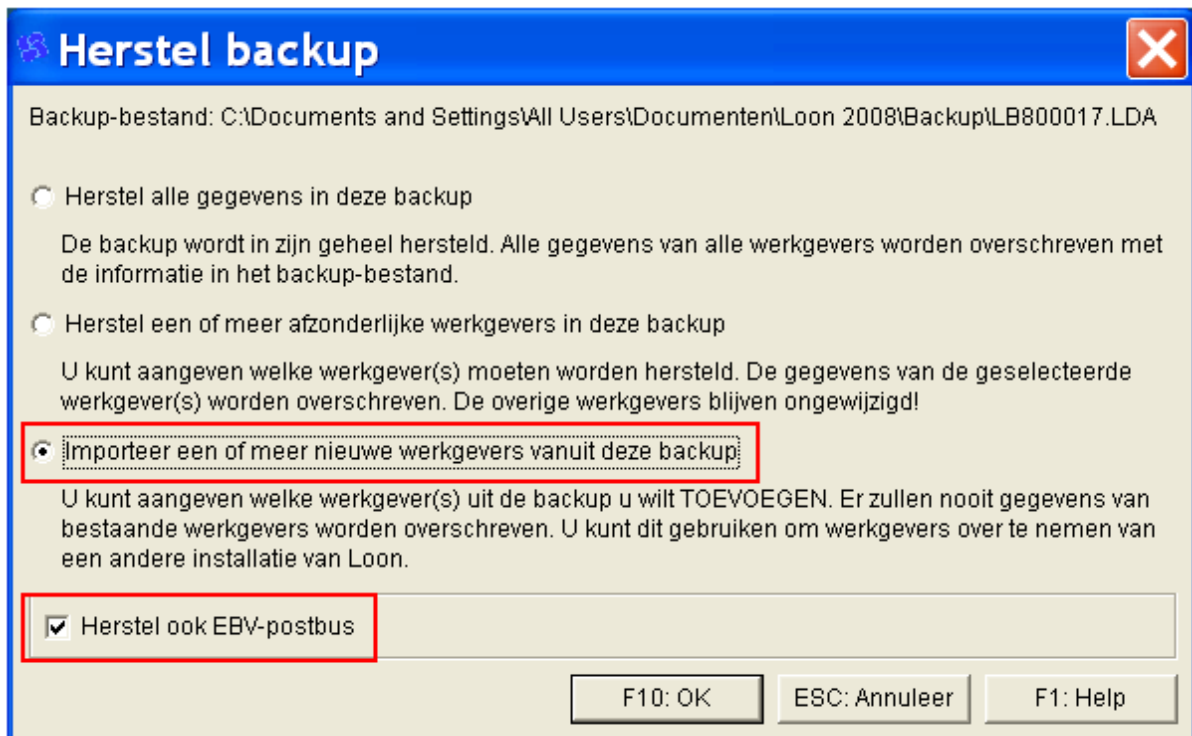 Herstel backup
Backup-bestand: C:\Documents and Settings\All Users\Documenten\Loon 2008\Backup\LB800017.LDA
Herstel alle gegevens in deze backup
De backup wordt in zijn geheel hersteld. Alle gegevens van alle werkgevers worden overschreven met
de informatie in het backup-bestand.
Herstel een of meer afzonderlijke werkgevers in deze backup
U kunt aangeven welke werkgever(s) moeten worden hersteld. De gegevens van de geselecteerde
werkgever(s) worden overschreven. De overige werkgevers blijven ongewijzigd!
Importeer een of meer nieuwe werkgevers vanuit deze backup
U kunt aangeven welke werkgever(s) uit de backup u wilt TOEVOEGEN. Er zullen nooit gegevens van
bestaande werkgevers worden overschreven. U kunt dit gebruiken om werkgevers over te nemen van
een andere installatie van Loon.
Herstel ook EBV-postbus
F10: OK
ESC: Annuleer
F1: Help